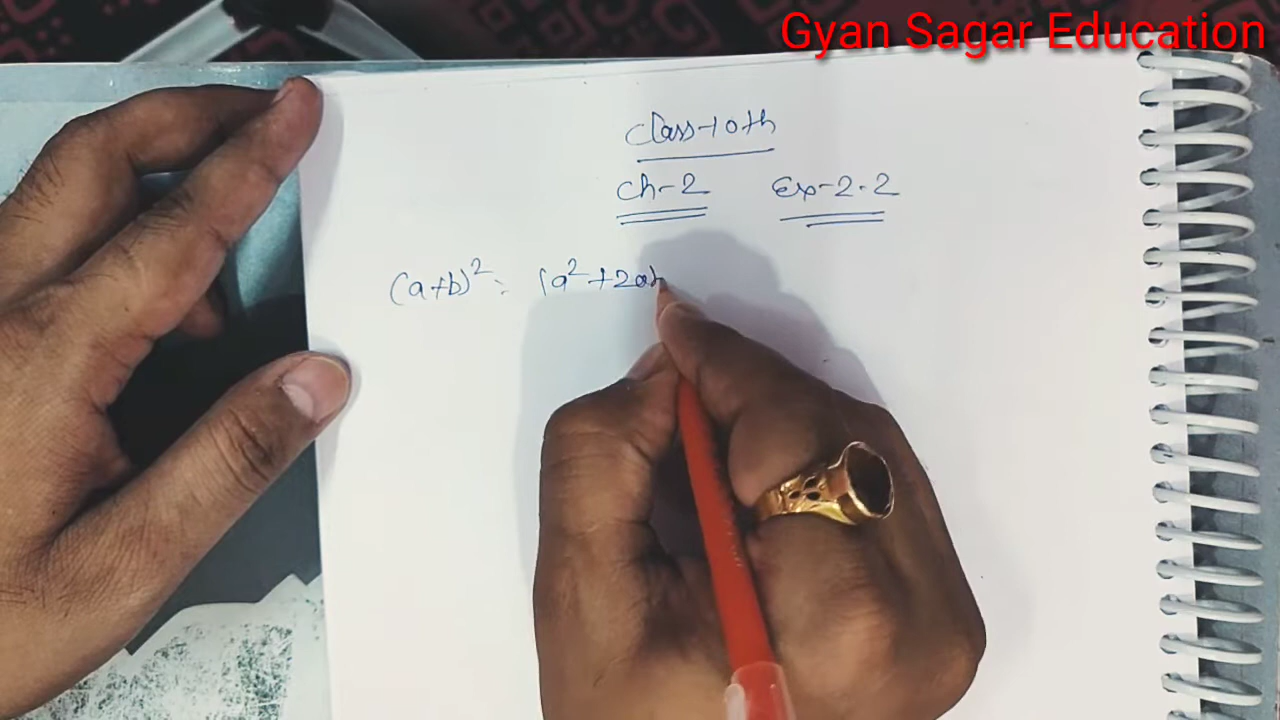 Gyan Sagar Education
Class-10th
Ch-2 Ex-2.2
(a+b)² = (a²+2ab